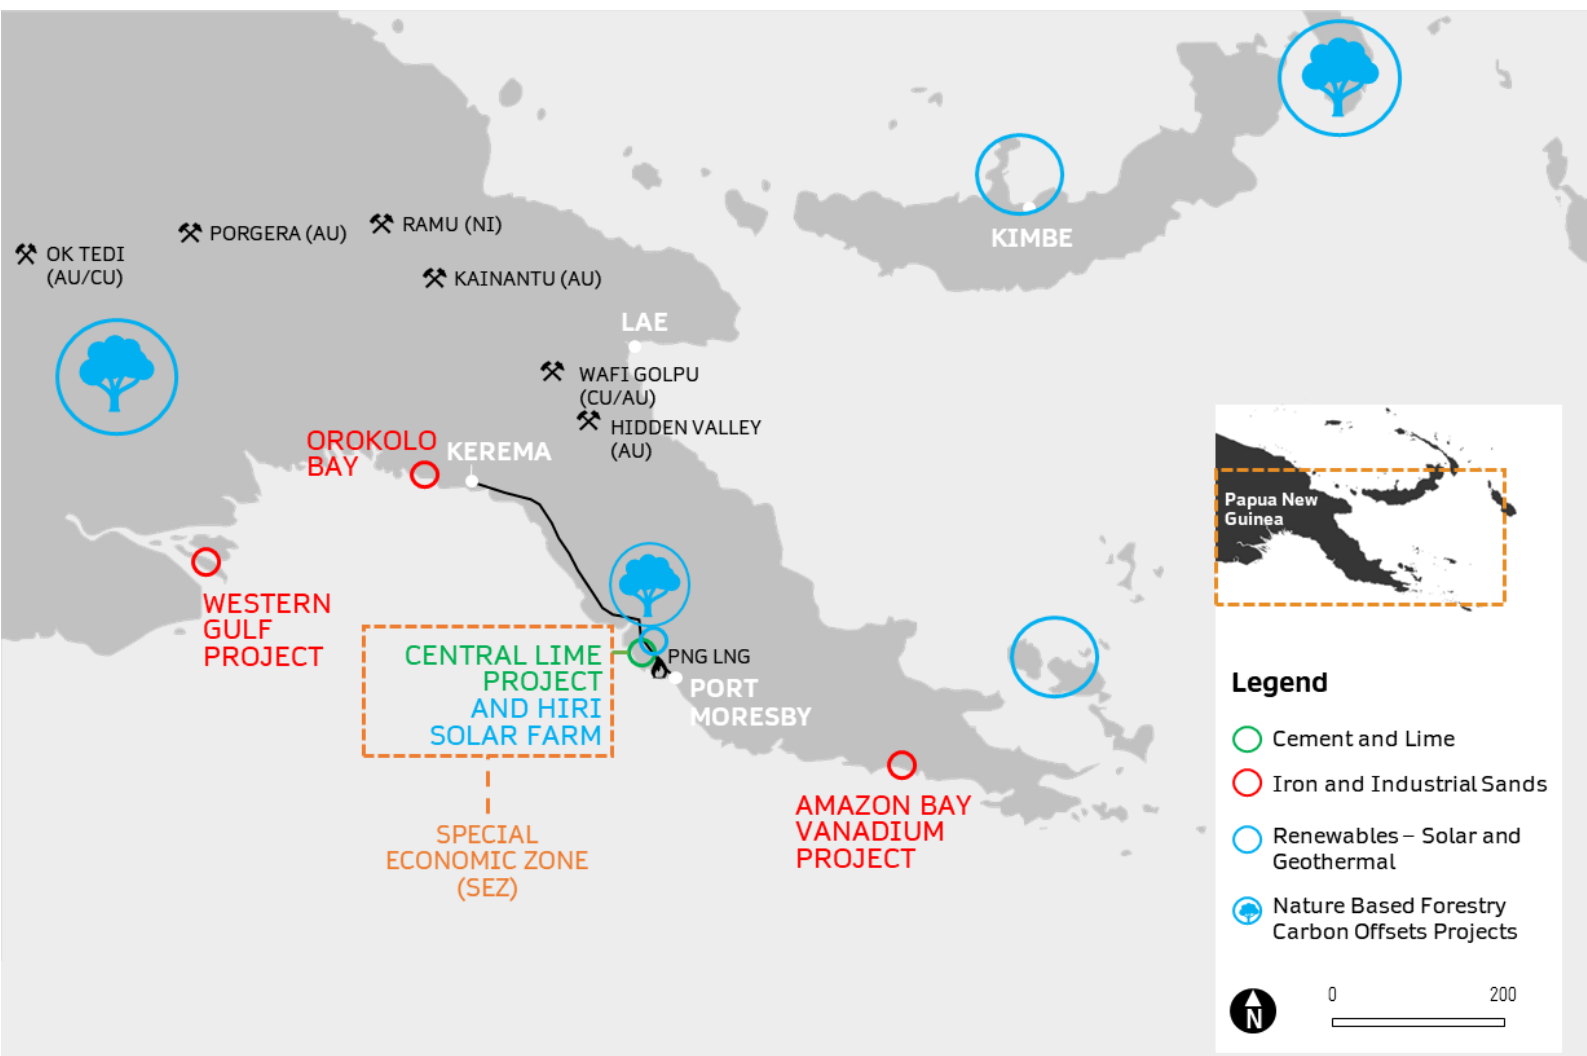 OK TEDI
(AU/CU)
PORGERA (AU)
RAMU (NI)
KAINANTU (AU)
KIMBE
LAE
WAFI GOLPU
(CU/AU)
HIDDEN VALLEY
(AU)
OROKOLO
BAY
KEREMA
WESTERN
GULF
PROJECT
CENTRAL LIME
PROJECT
AND HIRI
SOLAR FARM
PNG LNG
PORT
MORESBY
SPECIAL
ECONOMIC ZONE
(SEZ)
AMAZON BAY
VANADIUM
PROJECT
Papua New
Guinea
Legend
Cement and Lime
Iron and Industrial Sands
Renewables – Solar and
Geothermal
Nature Based Forestry
Carbon Offsets Projects
N
0 200